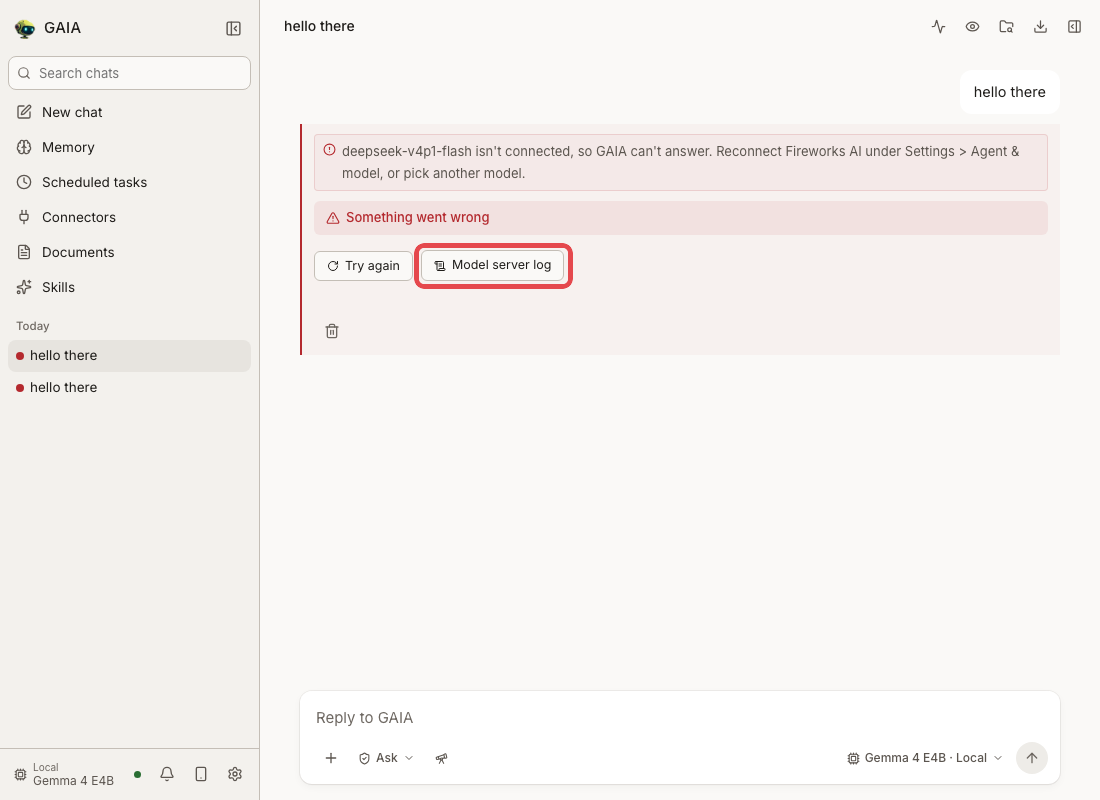 GAIA
Search chats
New chat
Memory
Scheduled tasks
Connectors
Documents
Skills
Today
hello there
hello there
Local
Gemma 4 E4B
hello there
hello there
deepseek-v4p1-flash isn't connected, so GAIA can't answer. Reconnect Fireworks AI under Settings > Agent &
model, or pick another model.
Something went wrong
Try again
Model server log
Reply to GAIA
Ask
Gemma 4 E4B · Local